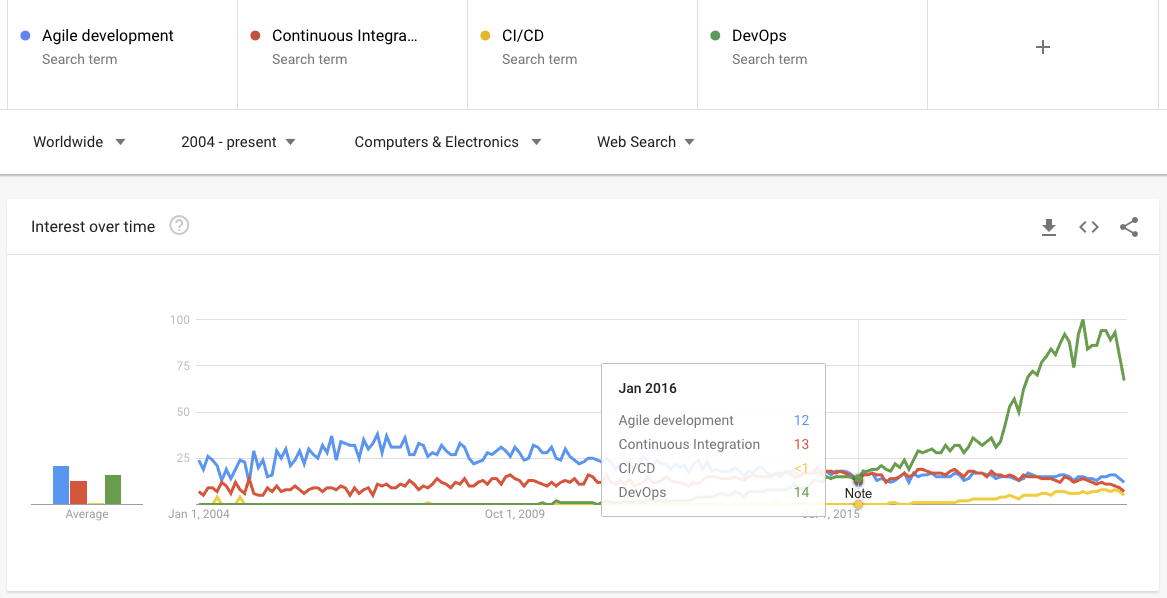 Agile development
Search term
Continuous Integra...
Search term
CI/CD
Search term
DevOps
Search term
Worldwide
2004 - present
Computers & Electronics
Web Search
Interest over time
?
100
75
50
25
Average
Jan 1, 2004
Oct 1, 2009
1, 2015
Note
Jan 2016
Agile development 12
Continuous Integration 13
CI/CD <1
DevOps 14